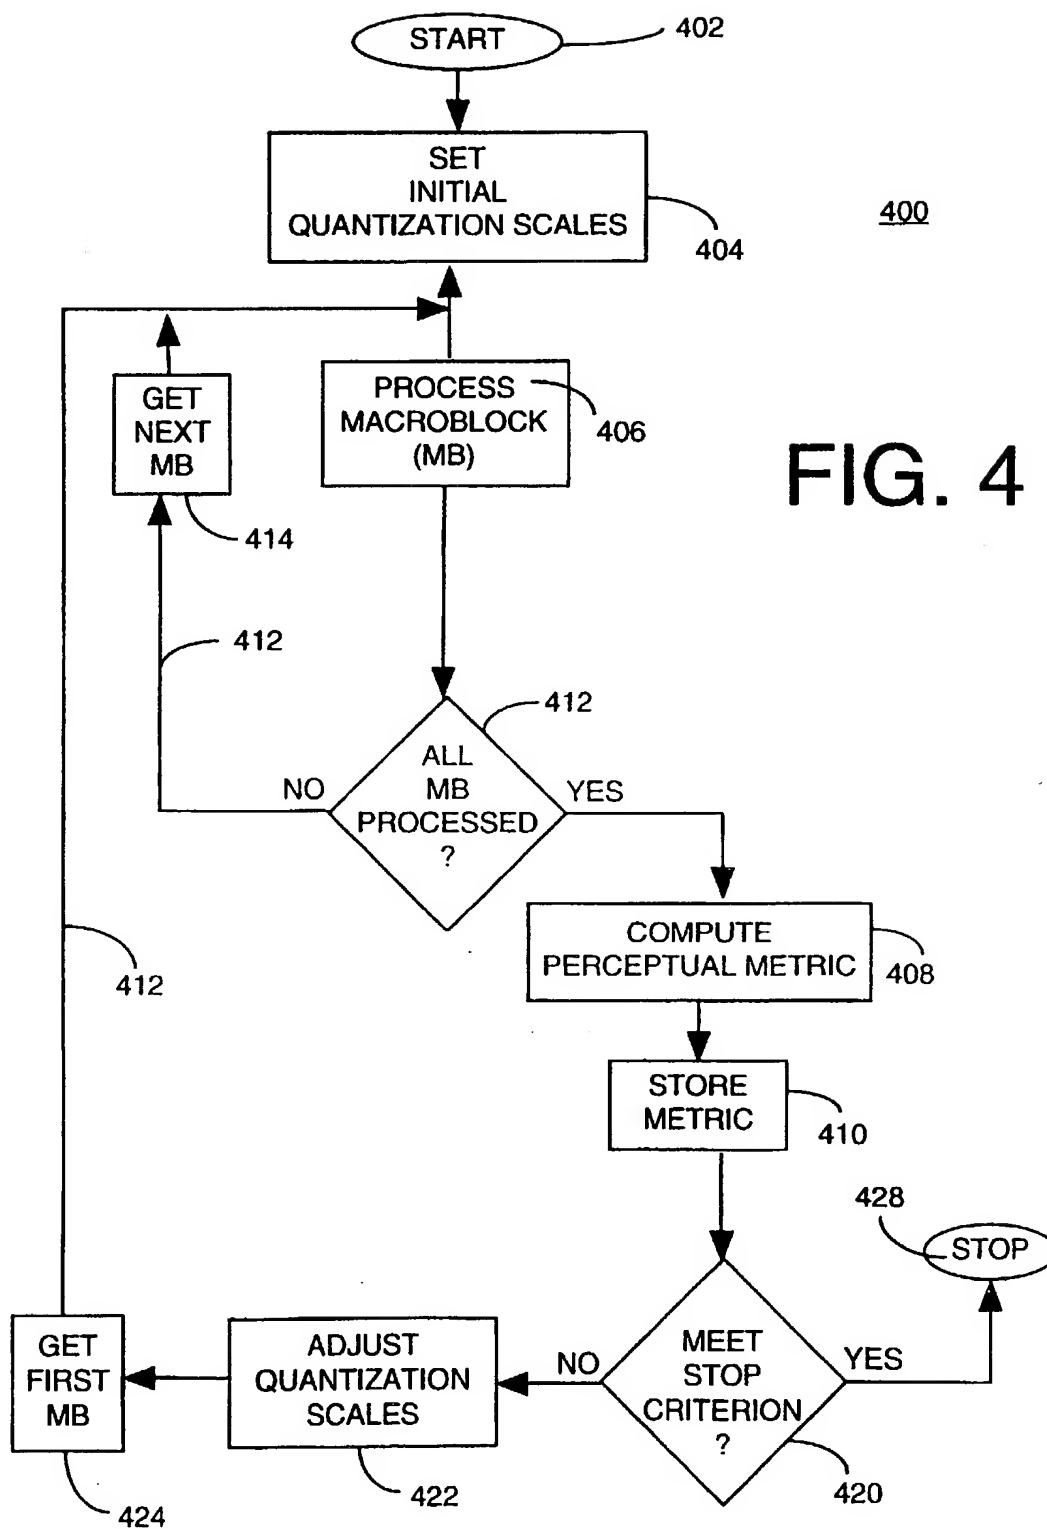 START
402
SET
INITIAL
QUANTIZATION SCALES
404
400
PROCESS
MACROBLOCK
(MB)
406
GET
NEXT
MB
414
FIG. 4
412
412
ALL
MB
PROCESSED
?
NO
YES
COMPUTE
PERCEPTUAL METRIC
408
412
STORE
METRIC
410
428
STOP
MEET
STOP
CRITERION
?
NO
YES
420
ADJUST
QUANTIZATION
SCALES
422
GET
FIRST
MB
424